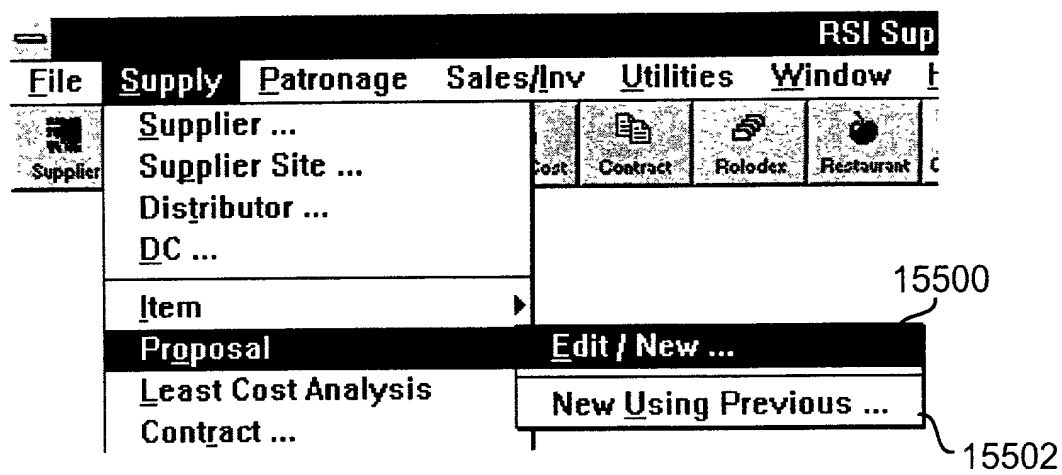 RSI Sup
File Supply Patronage Sales/Inv Utilities Window
Supplier ...
Supplier Cost Contract Rolodex Restaurant
Supplier Site ...
Distributor ...
DC ...
15500
Item
Proposal Edit / New ...
Least Cost Analysis
New Using Previous ...
Contract ...
15502